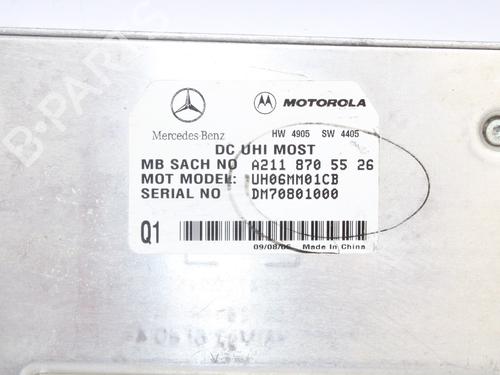 B-PARTS
Mercedes-Benz
MOTOROLA
HW 4905 SW 4405
DC UHI MOST
MB SACH NO A211 870 55 26
MOT MODEL: UH06MM01CB
SERIAL NO DM70801000
Q1
09/08/05 Made In China